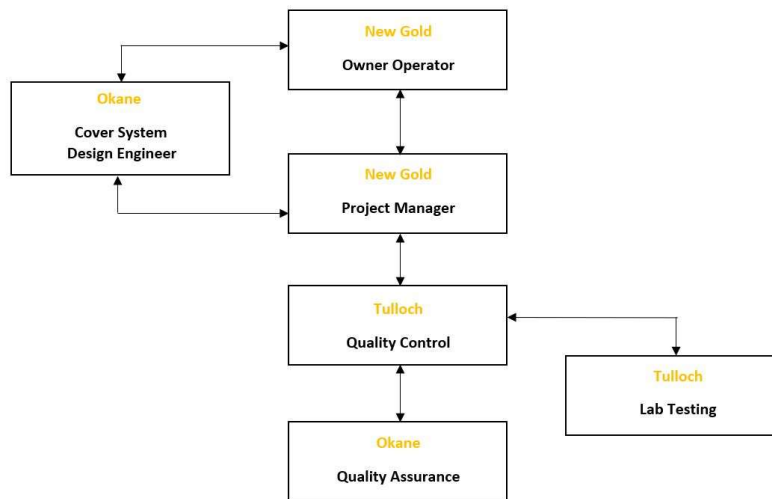 New Gold
Owner Operator
Okane
Cover System
Design Engineer
New Gold
Project Manager
Tulloch
Quality Control
Tulloch
Lab Testing
Okane
Quality Assurance